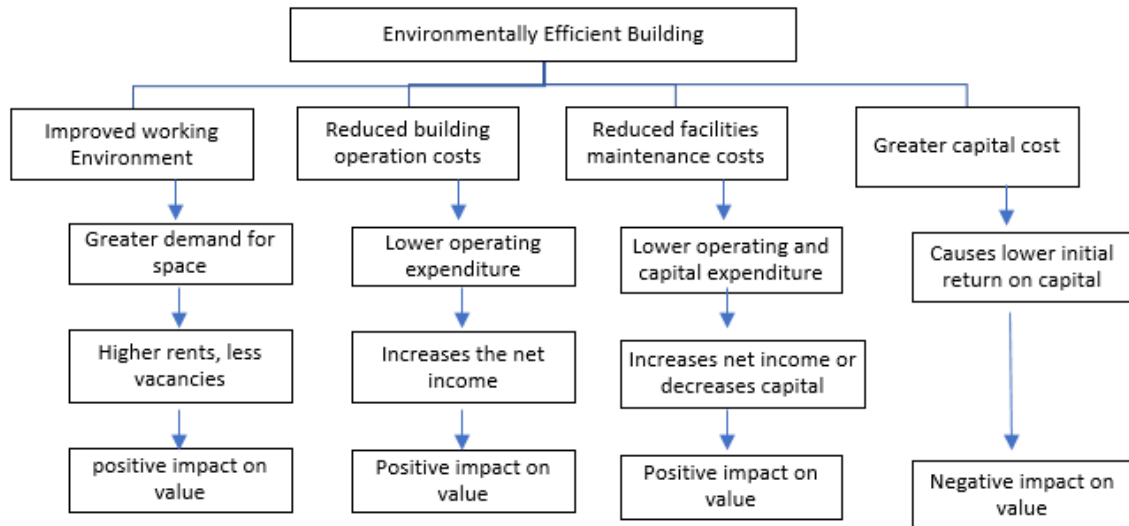 Environmentally Efficient Building
Improved working
Environment
Reduced building
operation costs
Reduced facilities
maintenance costs
Greater capital cost
Greater demand for
space
Lower operating
expenditure
Lower operating and
capital expenditure
Causes lower initial
return on capital
Higher rents, less
vacancies
Increases the net
income
Increases net income or
decreases capital
positive impact on
value
Positive impact on
value
Positive impact on
value
Negative impact on
value